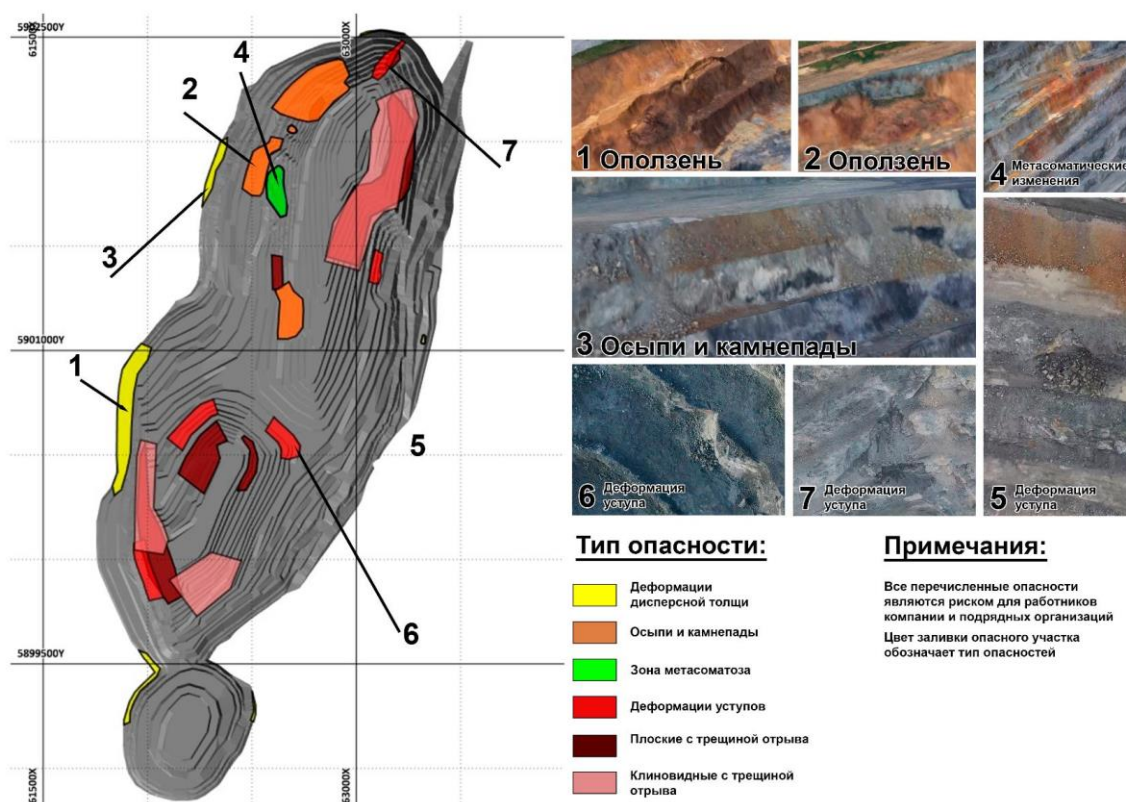 5902500Y
61500X
63000X
4
2
7
3
5901000Y
1
5
6
5899500Y
61500X
63000X
1 Оползень
2 Оползень
4 Метасоматические
изменения
3 Осыпи и камнепады
6 Деформация
уступа
7 Деформация
уступа
5 Деформация
уступа
Тип опасности:
Деформации
дисперсной толщи
Осыпи и камнепады
Зона метасоматоза
Деформации уступов
Плоские с трещиной отрыва
Клиновидные с трещиной
отрыва
Примечания:
Все перечисленные опасности
являются риском для работников
компании и подрядных организаций
Цвет заливки опасного участка
обозначает тип опасностей